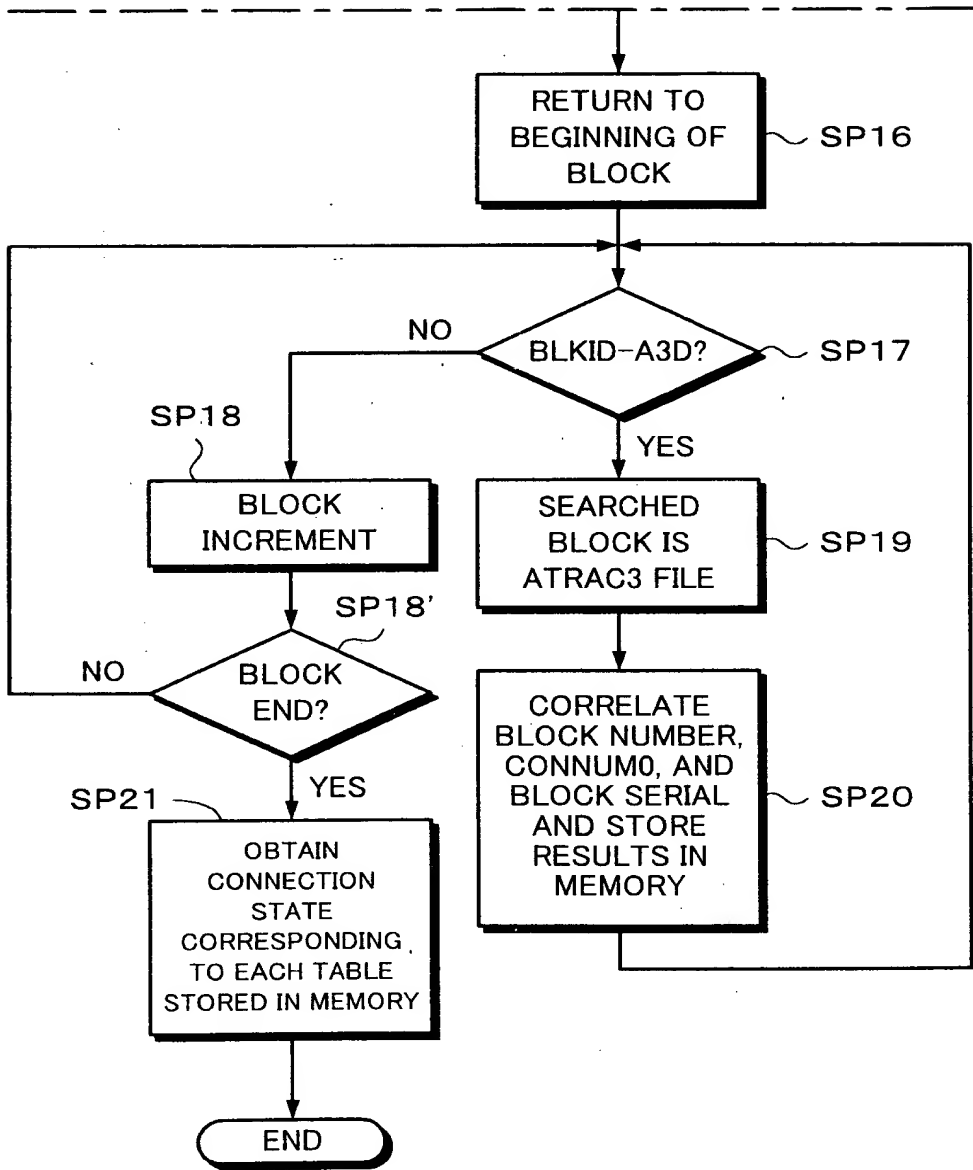 RETURN TO
BEGINNING OF
BLOCK
SP16
NO
BLKID-A3D?
SP17
SP18
YES
BLOCK
INCREMENT
SEARCHED
BLOCK IS
ATRAC3 FILE
SP19
SP18'
NO
BLOCK
END?
CORRELATE
BLOCK NUMBER,
CONNUM0, AND
BLOCK SERIAL
AND STORE
RESULTS IN
MEMORY
SP20
SP21
YES
OBTAIN
CONNECTION
STATE
CORRESPONDING
TO EACH TABLE
STORED IN MEMORY
END